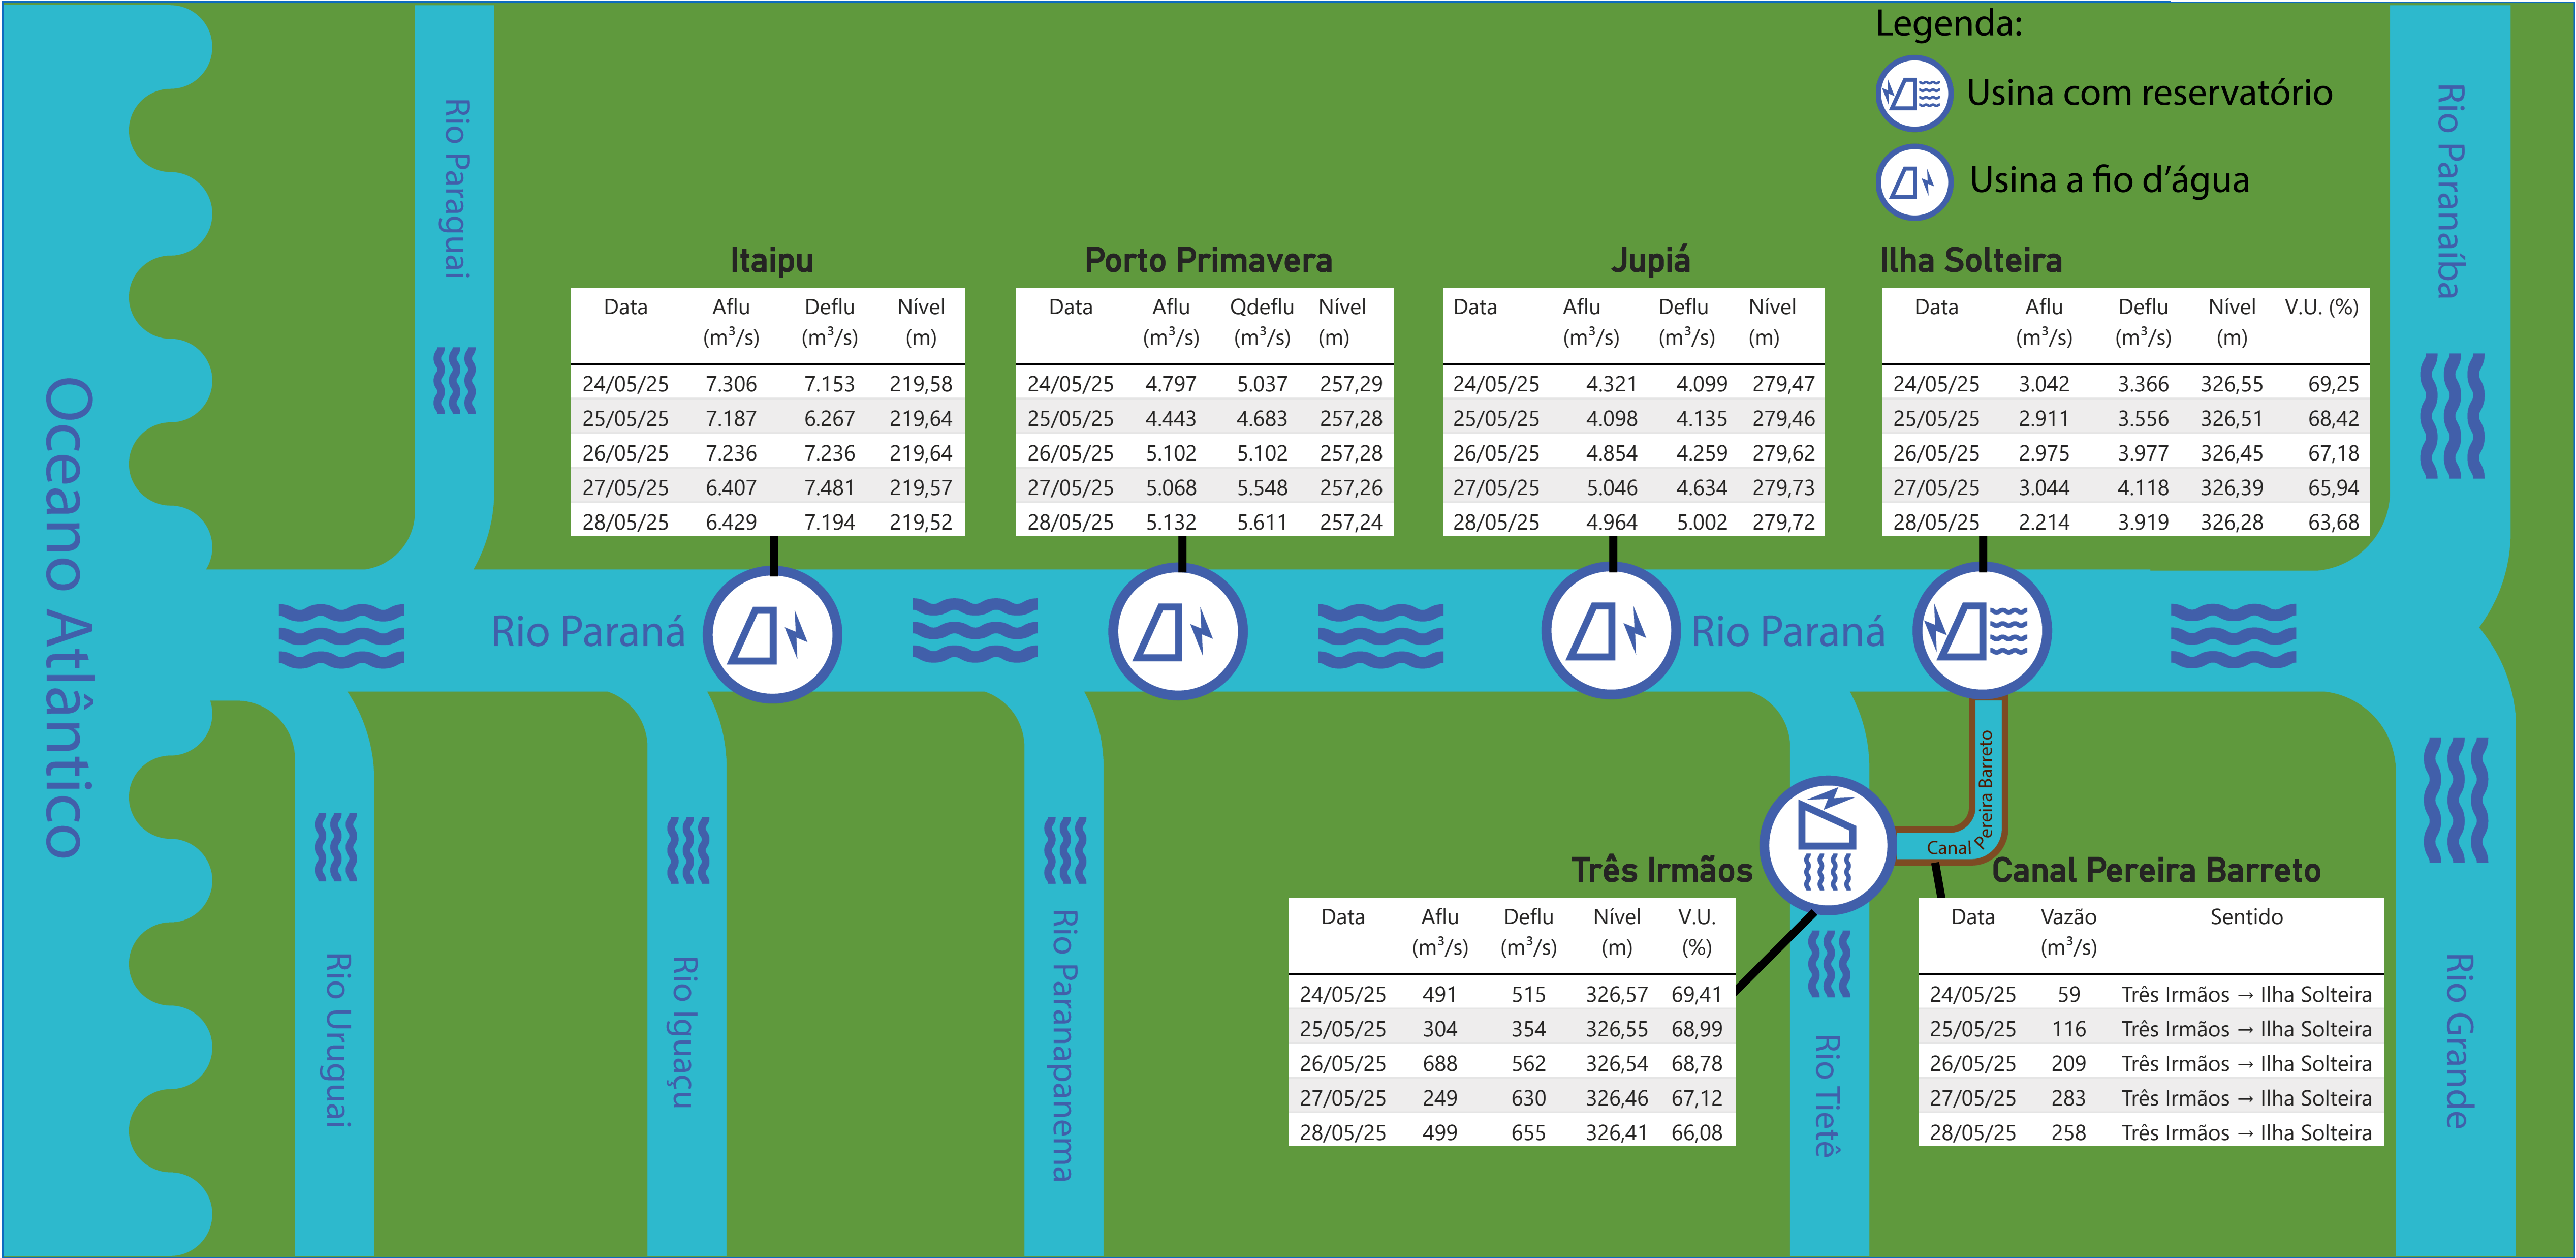 Legenda:
Usina com reservatório
Usina a fio d'água
Oceano Atlântico
Rio Paraguai
Rio Paranaíba
Itaipu
Data Aflu Deflu Nível
(m³/s) (m³/s) (m)
24/05/25 7.306 7.153 219,58
25/05/25 7.187 6.267 219,64
26/05/25 7.236 7.236 219,64
27/05/25 6.407 7.481 219,57
28/05/25 6.429 7.194 219,52
Porto Primavera
Data Aflu Qdeflu Nível
(m³/s) (m³/s) (m)
24/05/25 4.797 5.037 257,29
25/05/25 4.443 4.683 257,28
26/05/25 5.102 5.102 257,28
27/05/25 5.068 5.548 257,26
28/05/25 5.132 5.611 257,24
Jupiá
Data Aflu Deflu Nível
(m³/s) (m³/s) (m)
24/05/25 4.321 4.099 279,47
25/05/25 4.098 4.135 279,46
26/05/25 4.854 4.259 279,62
27/05/25 5.046 4.634 279,73
28/05/25 4.964 5.002 279,72
Ilha Solteira
Data Aflu Deflu Nível V.U. (%)
(m³/s) (m³/s) (m)
24/05/25 3.042 3.366 326,55 69,25
25/05/25 2.911 3.556 326,51 68,42
26/05/25 2.975 3.977 326,45 67,18
27/05/25 3.044 4.118 326,39 65,94
28/05/25 2.214 3.919 326,28 63,68
Rio Paraná
Rio Paraná
Rio Uruguai
Rio Iguaçu
Rio Paranapanema
Rio Tietê
Rio Grande
Canal Pereira Barreto
Três Irmãos
Data Aflu Deflu Nível V.U.
(m³/s) (m³/s) (m) (%)
24/05/25 491 515 326,57 69,41
25/05/25 304 354 326,55 68,99
26/05/25 688 562 326,54 68,78
27/05/25 249 630 326,46 67,12
28/05/25 499 655 326,41 66,08
Canal Pereira Barreto
Data Vazão Sentido
(m³/s)
24/05/25 59 Três Irmãos → Ilha Solteira
25/05/25 116 Três Irmãos → Ilha Solteira
26/05/25 209 Três Irmãos → Ilha Solteira
27/05/25 283 Três Irmãos → Ilha Solteira
28/05/25 258 Três Irmãos → Ilha Solteira